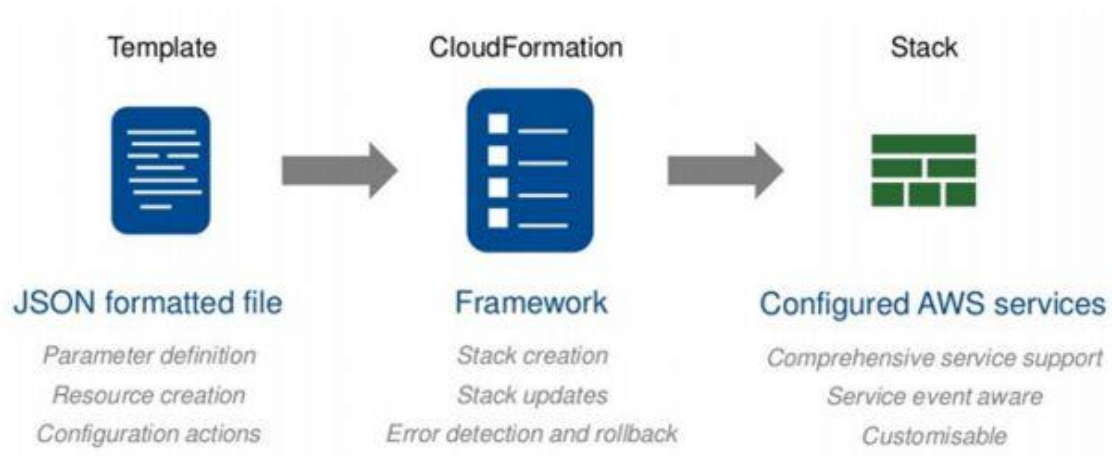 Template
CloudFormation
Stack
JSON formatted file
Framework
Configured AWS services
Parameter definition
Stack creation
Comprehensive service support
Resource creation
Stack updates
Service event aware
Configuration actions
Error detection and rollback
Customisable